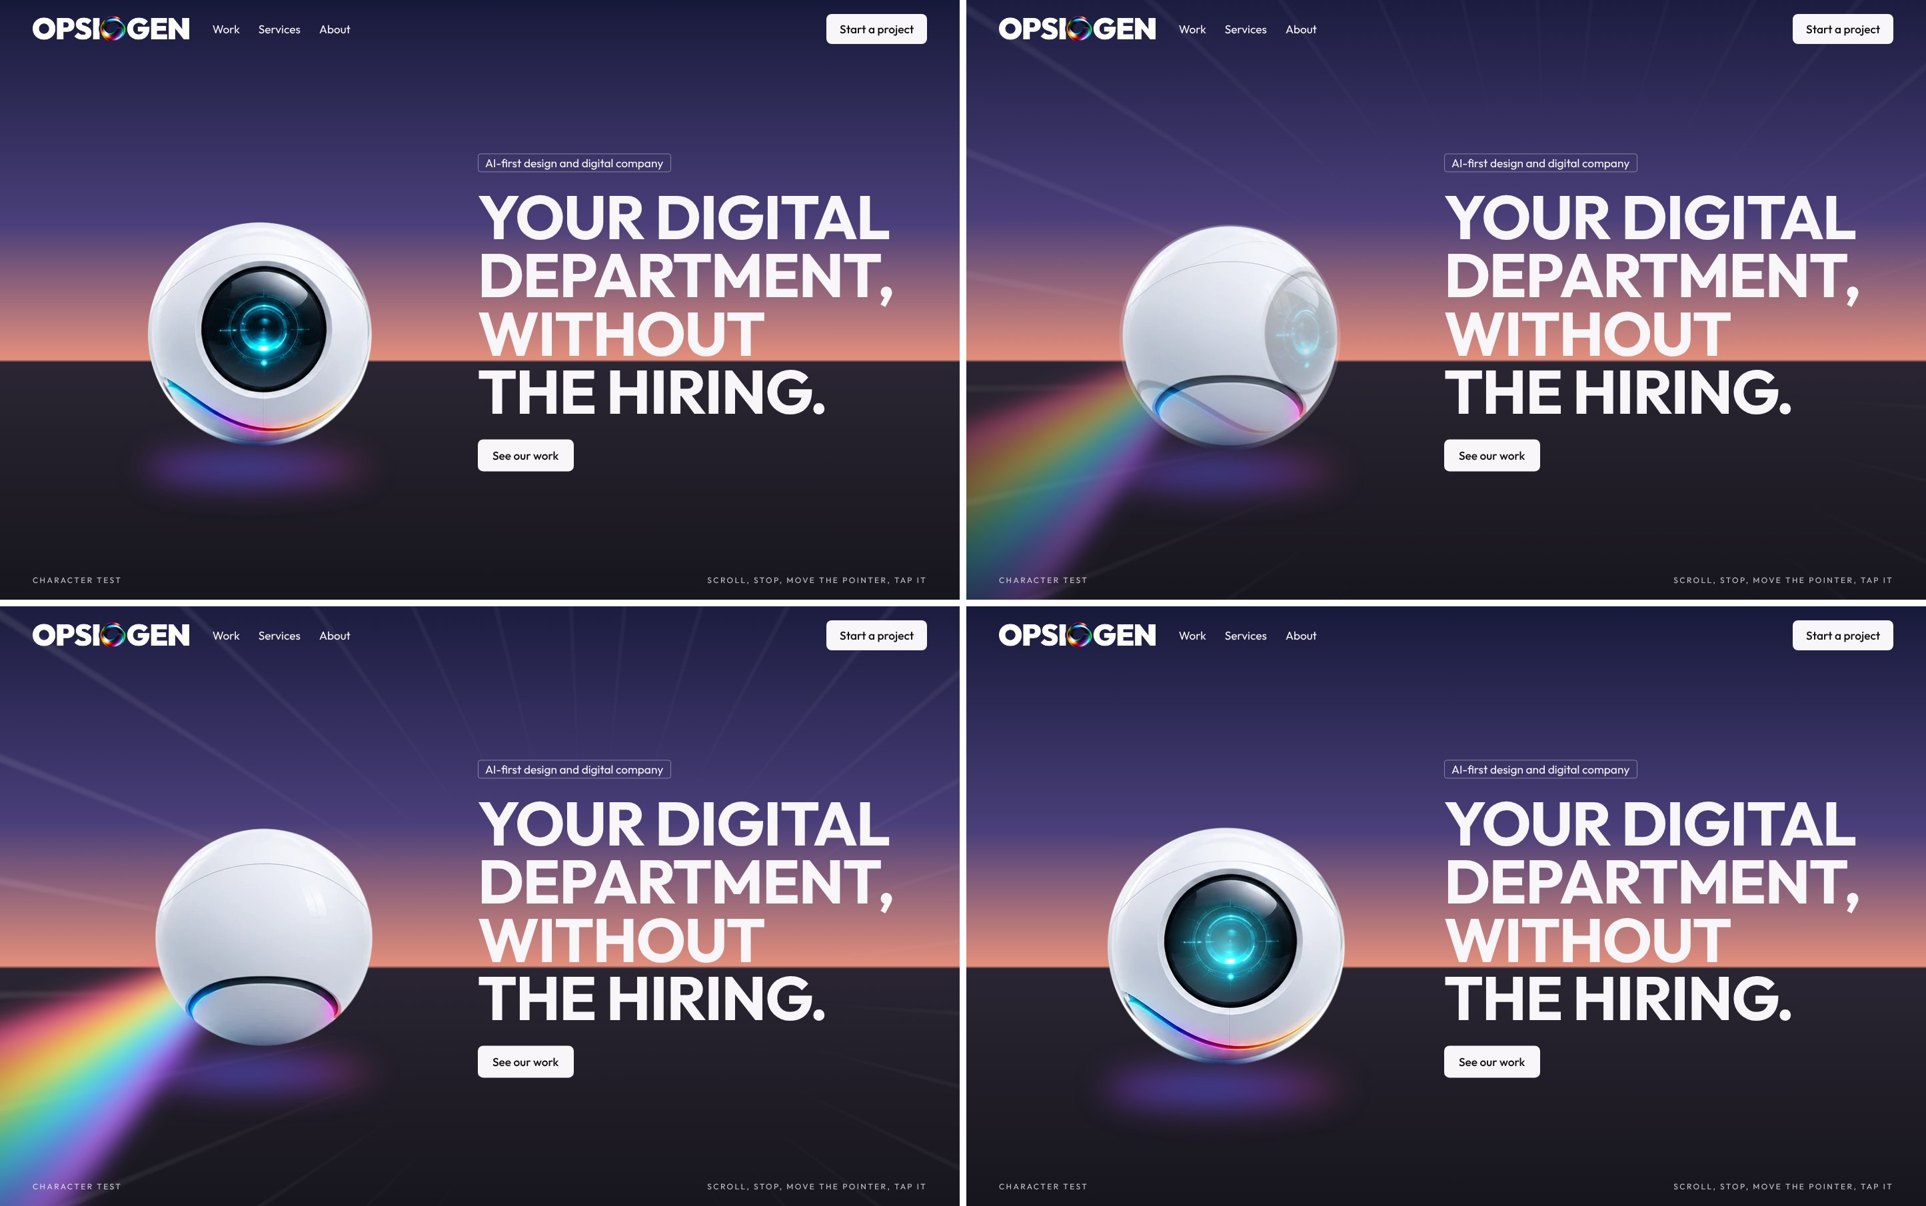 OPSIOGEN Work Services About Start a project
AI-first design and digital company
YOUR DIGITAL
DEPARTMENT,
WITHOUT
THE HIRING.
See our work
CHARACTER TEST SCROLL, STOP, MOVE THE POINTER, TAP IT
OPSIOGEN Work Services About Start a project
AI-first design and digital company
YOUR DIGITAL
DEPARTMENT,
WITHOUT
THE HIRING.
See our work
CHARACTER TEST SCROLL, STOP, MOVE THE POINTER, TAP IT
OPSIOGEN Work Services About Start a project
AI-first design and digital company
YOUR DIGITAL
DEPARTMENT,
WITHOUT
THE HIRING.
See our work
CHARACTER TEST SCROLL, STOP, MOVE THE POINTER, TAP IT
OPSIOGEN Work Services About Start a project
AI-first design and digital company
YOUR DIGITAL
DEPARTMENT,
WITHOUT
THE HIRING.
See our work
CHARACTER TEST SCROLL, STOP, MOVE THE POINTER, TAP IT